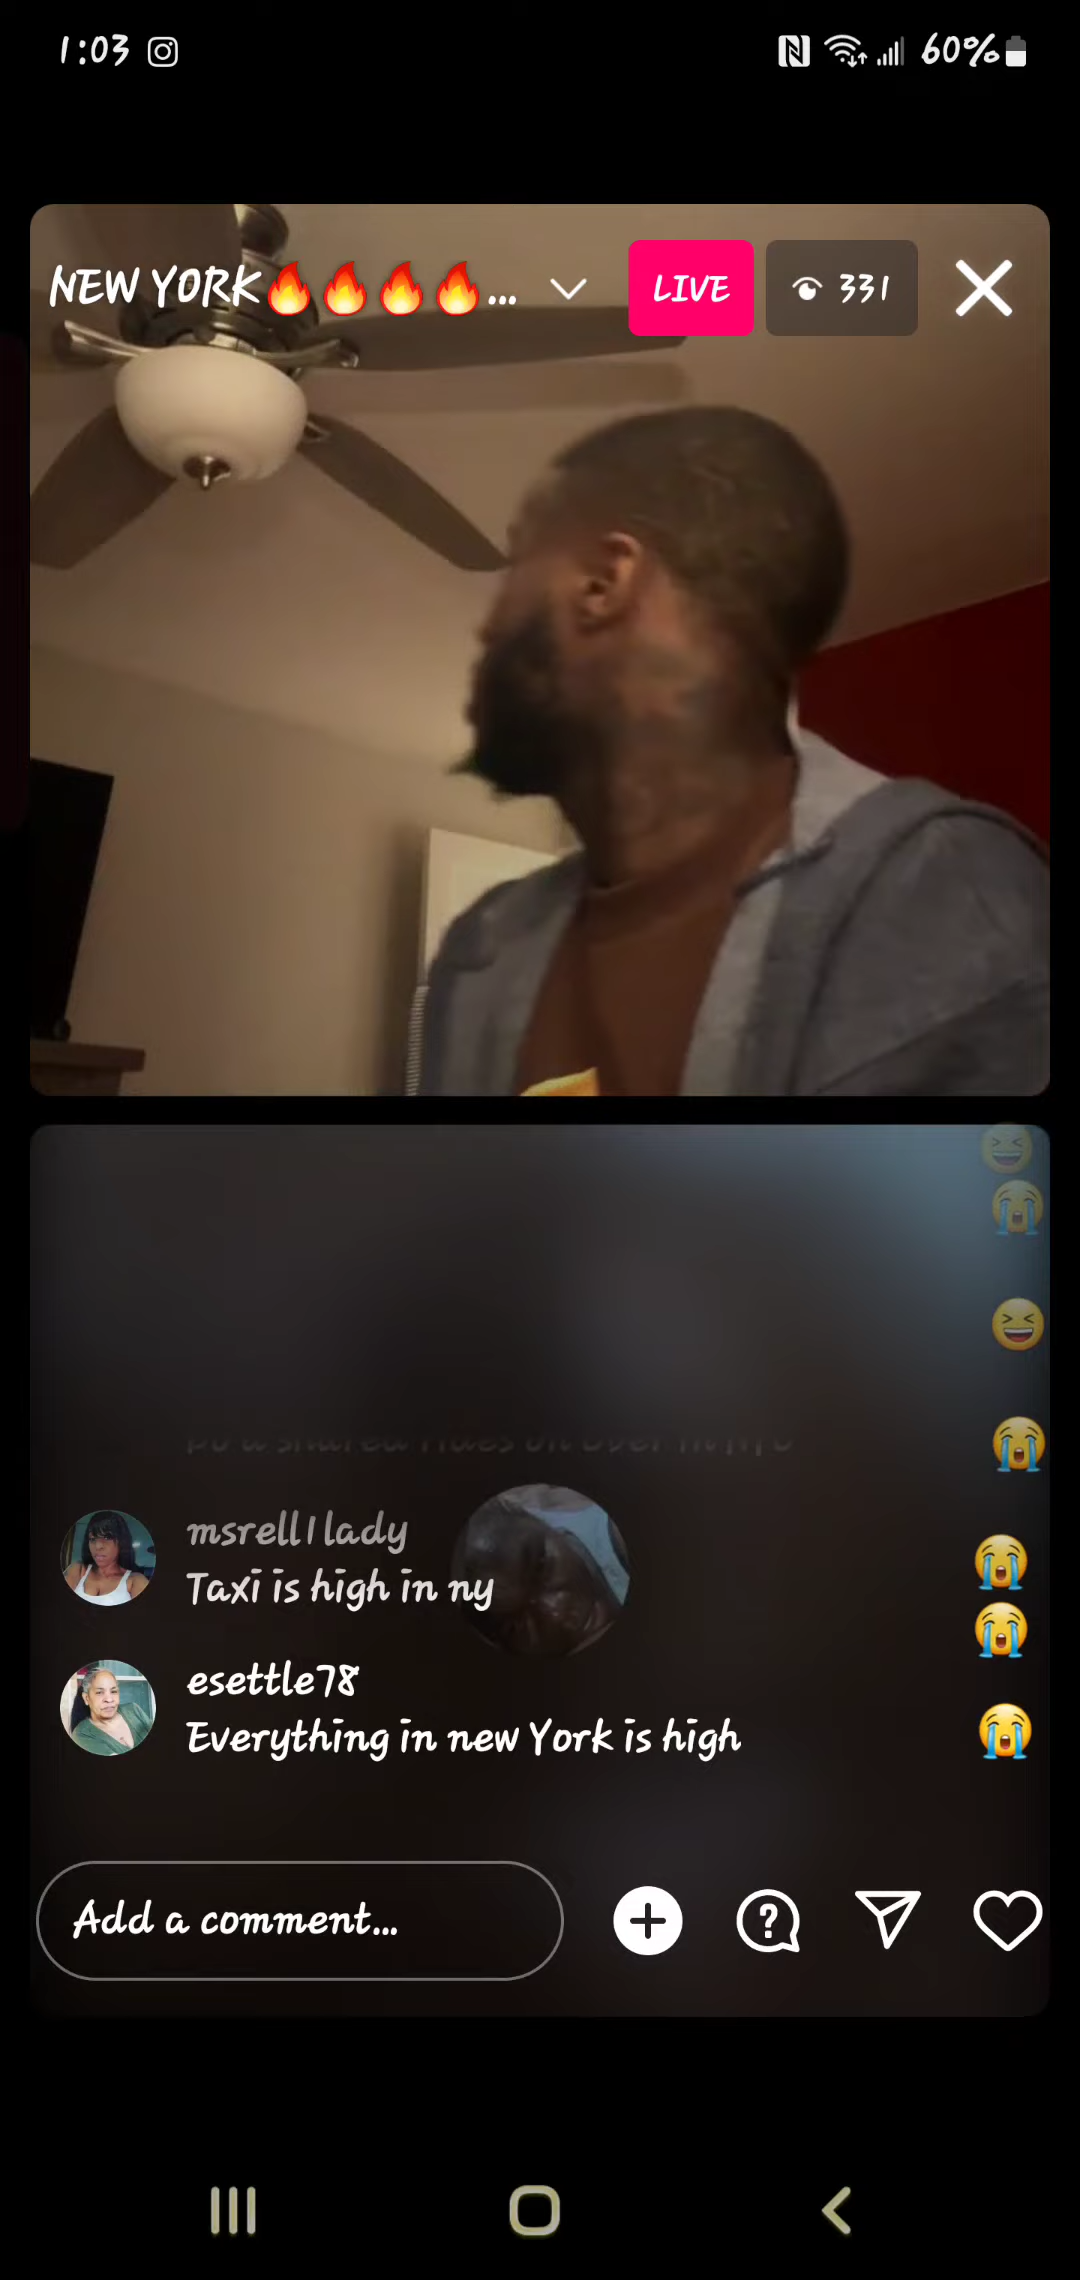 1:03 60%
NEW YORK🔥🔥🔥🔥... LIVE 331
msrell1lady
Taxi is high in ny
esettle78
Everything in new York is high
Add a comment...